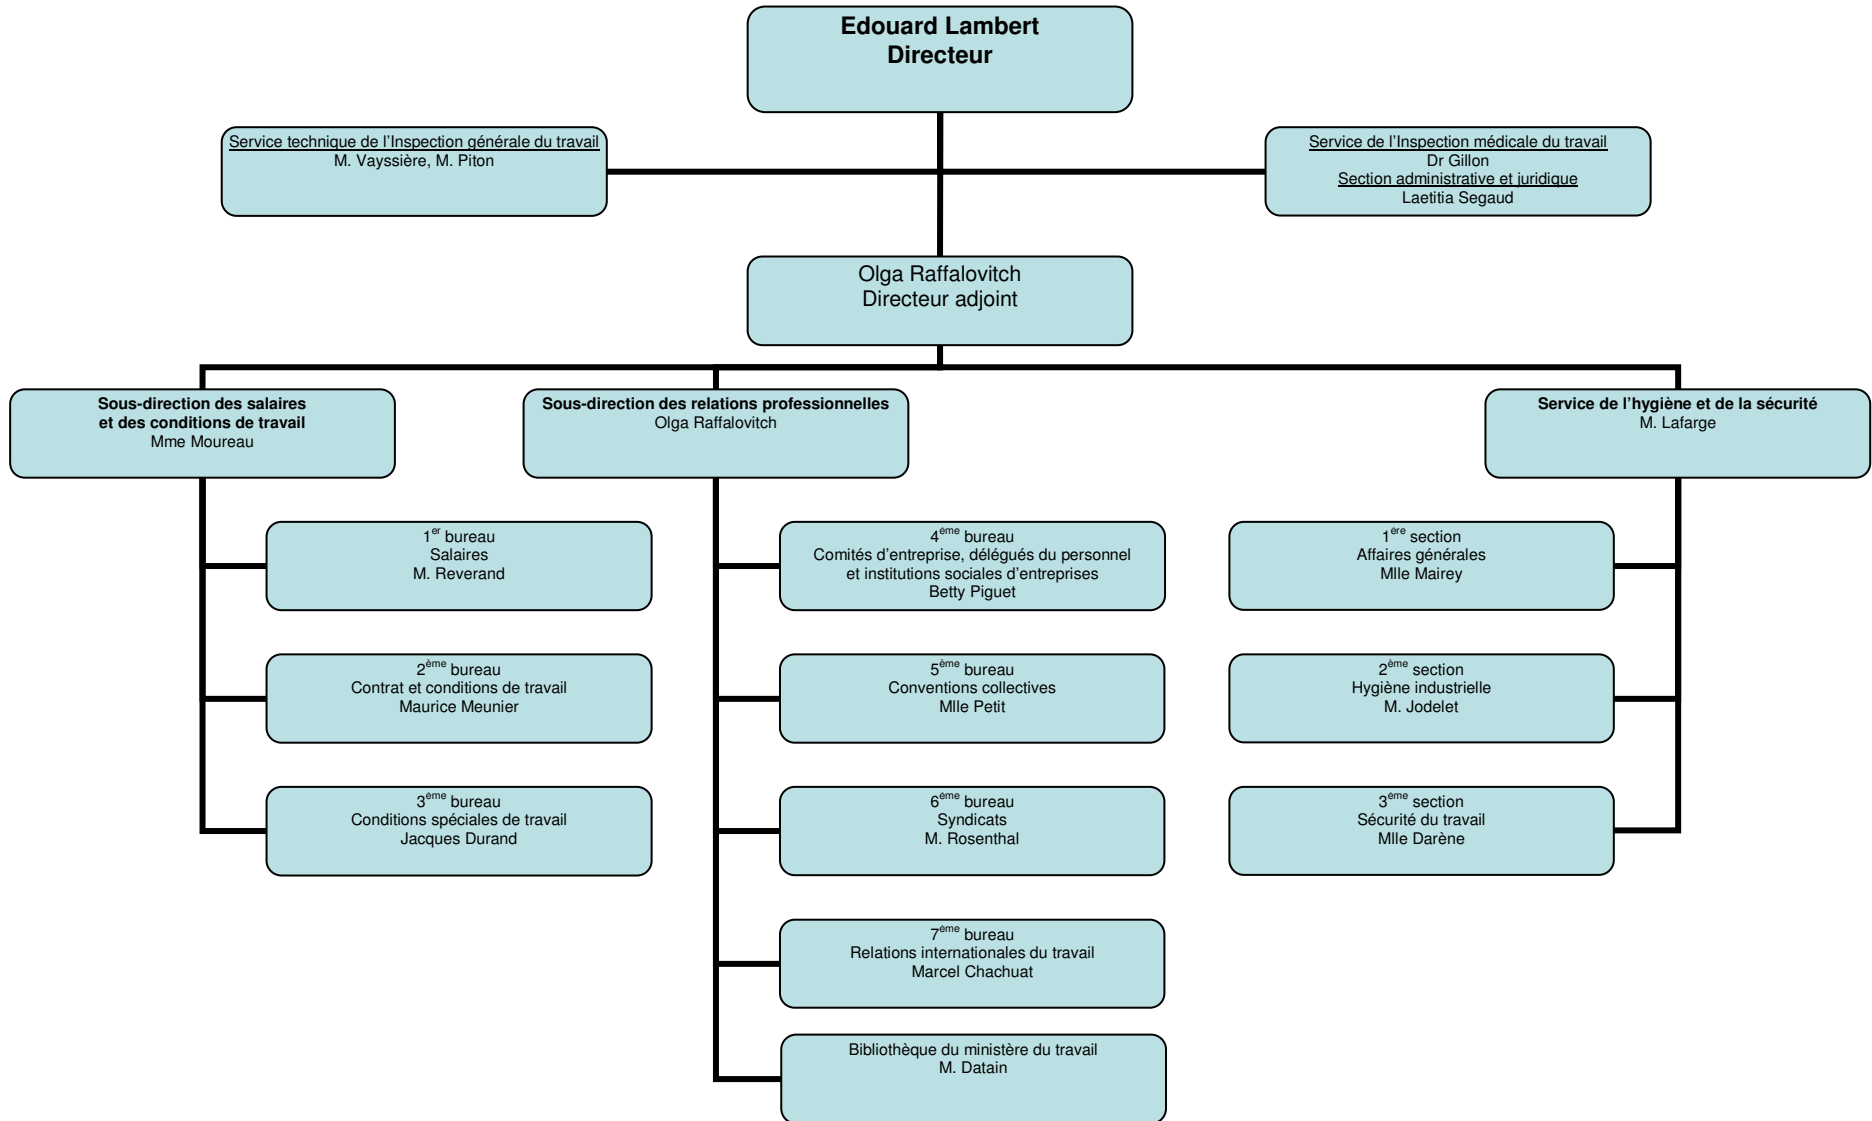 Edouard Lambert
Directeur
Service technique de l’Inspection générale du travail
M. Vayssière, M. Piton
Service de l’Inspection médicale du travail
Dr Gillon
Section administrative et juridique
Laetitia Segaud
Olga Raffalovitch
Directeur adjoint
Sous-direction des salaires
et des conditions de travail
Mme Moureau
Sous-direction des relations professionnelles
Olga Raffalovitch
Service de l’hygiène et de la sécurité
M. Lafarge
1er bureau
Salaires
M. Reverand
2ème bureau
Contrat et conditions de travail
Maurice Meunier
3ème bureau
Conditions spéciales de travail
Jacques Durand
4ème bureau
Comités d’entreprise, délégués du personnel
et institutions sociales d’entreprises
Betty Piguet
5ème bureau
Conventions collectives
Mlle Petit
6ème bureau
Syndicats
M. Rosenthal
7ème bureau
Relations internationales du travail
Marcel Chachuat
Bibliothèque du ministère du travail
M. Datain
1ère section
Affaires générales
Mlle Mairey
2ème section
Hygiène industrielle
M. Jodelet
3ème section
Sécurité du travail
Mlle Darène